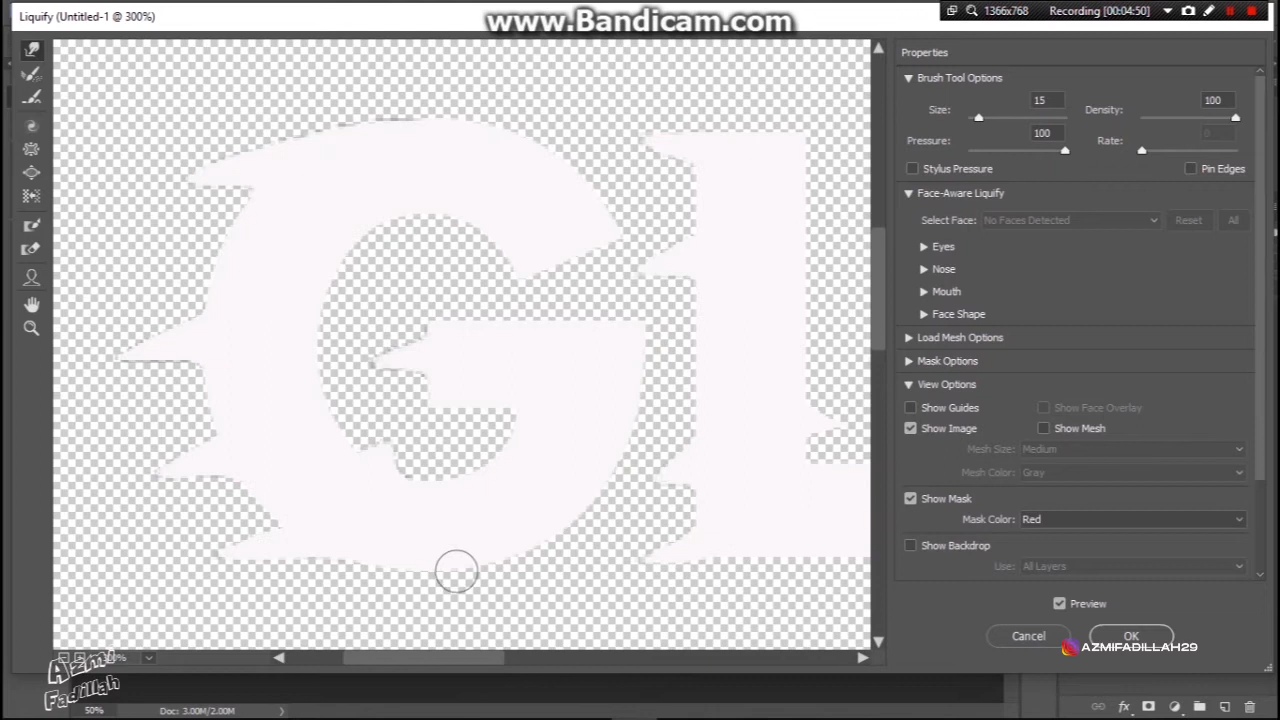 Liquify (Untitled-1 @ 300%)
www.Bandicam.com
1366x768 Recording [00:04:50]
Properties
Brush Tool Options
Size: 15 Density: 100
Pressure: 100 Rate: 0
Stylus Pressure Pin Edges
Face-Aware Liquify
Select Face: No Faces Detected Reset All
Eyes
Nose
Mouth
Face Shape
Load Mesh Options
Mask Options
View Options
Show Guides Show Face Overlay
Show Image Show Mesh
Mesh Size: Medium
Mesh Color: Gray
Show Mask
Mask Color: Red
Show Backdrop
Use: All Layers
Preview
Cancel OK
AZMIFADILLAH29
GL
Azmi
Fadillah
50% Doc: 3.00M/2.00M
fx